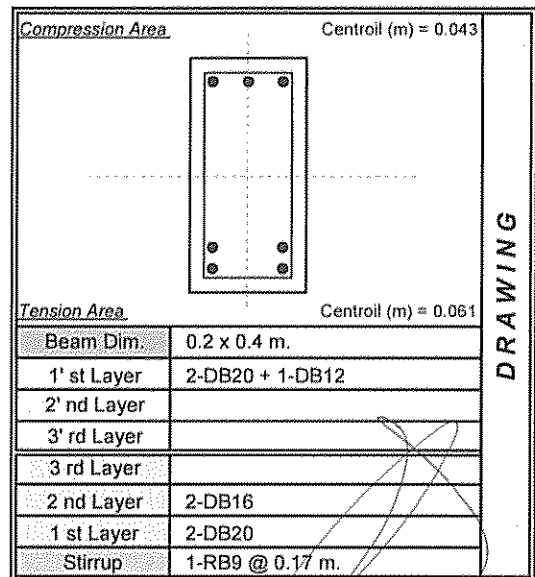 Compression Area Centroil (m) = 0.043
Tension Area Centroil (m) = 0.061
DRAWING
Beam Dim. 0.2 x 0.4 m.
1' st Layer 2-DB20 + 1-DB12
2' nd Layer
3' rd Layer
3 rd Layer
2 nd Layer 2-DB16
1 st Layer 2-DB20
Stirrup 1-RB9 @ 0.17 m.